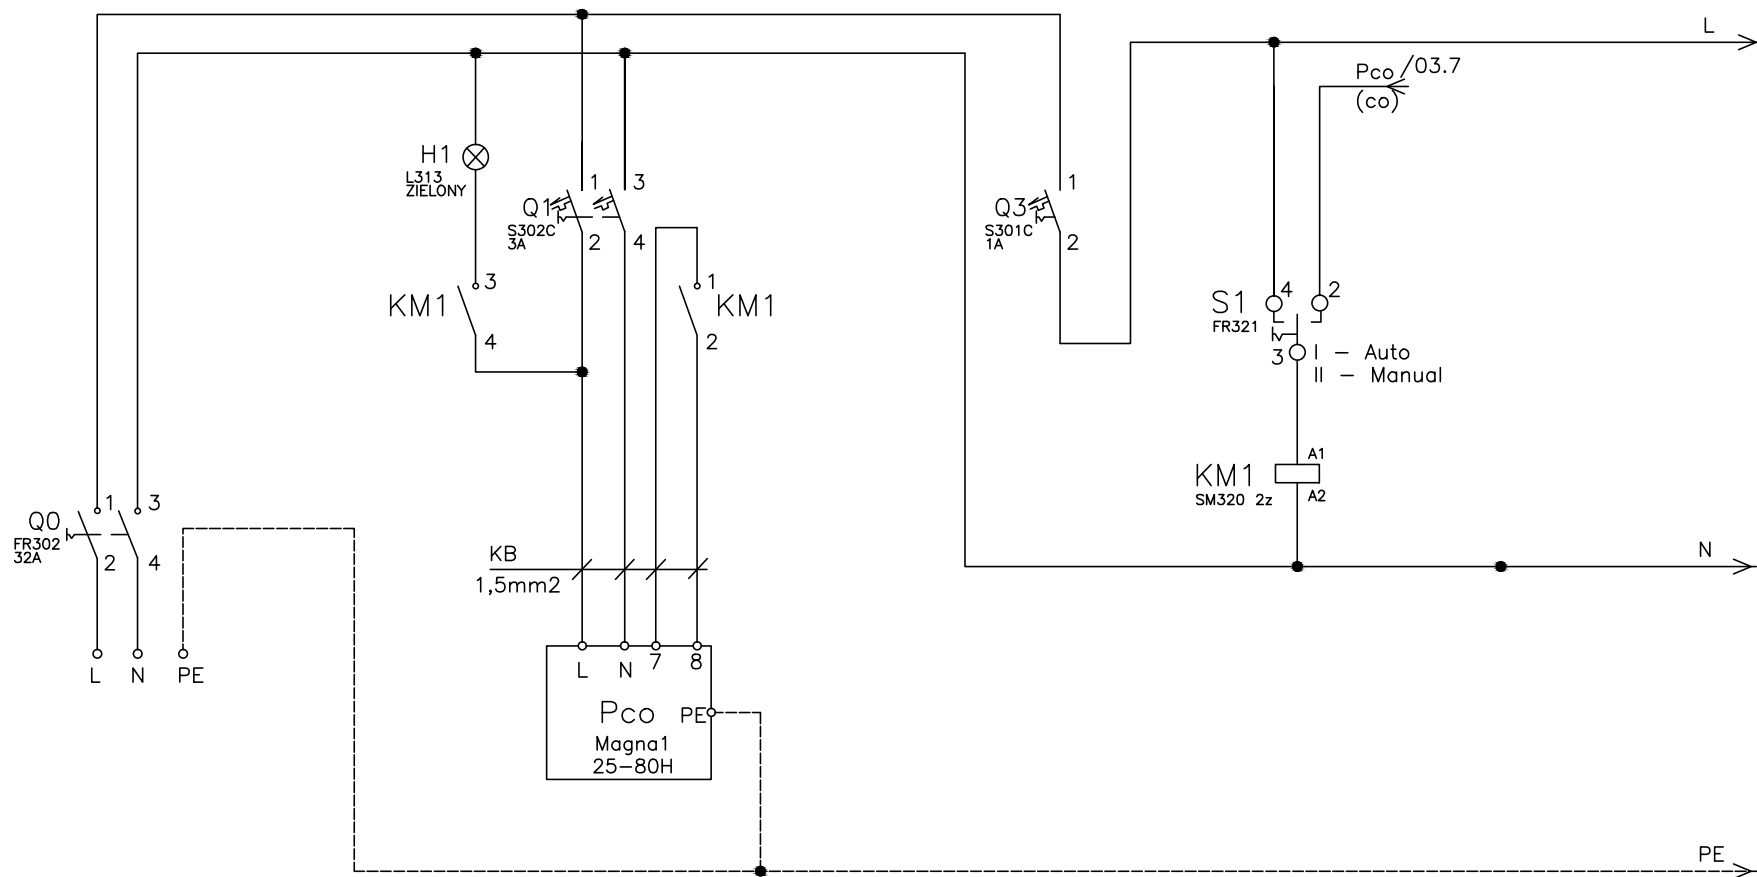 L
Pco /03.7
(co)
H1
L313
ZIELONY
1
3
Q1
S302C
3A
2
4
1
Q3
S301C
1A
2
KM1
3
4
1
KM1
2
S1
FR321
4
2
3
I - Auto
II - Manual
KM1
SM320 2z
A1
A2
Q0
FR302
32A
1
3
2
4
KB
1,5mm2
N
L
N
PE
L
N
7
8
Pco
PE
Magna1
25-80H
PE